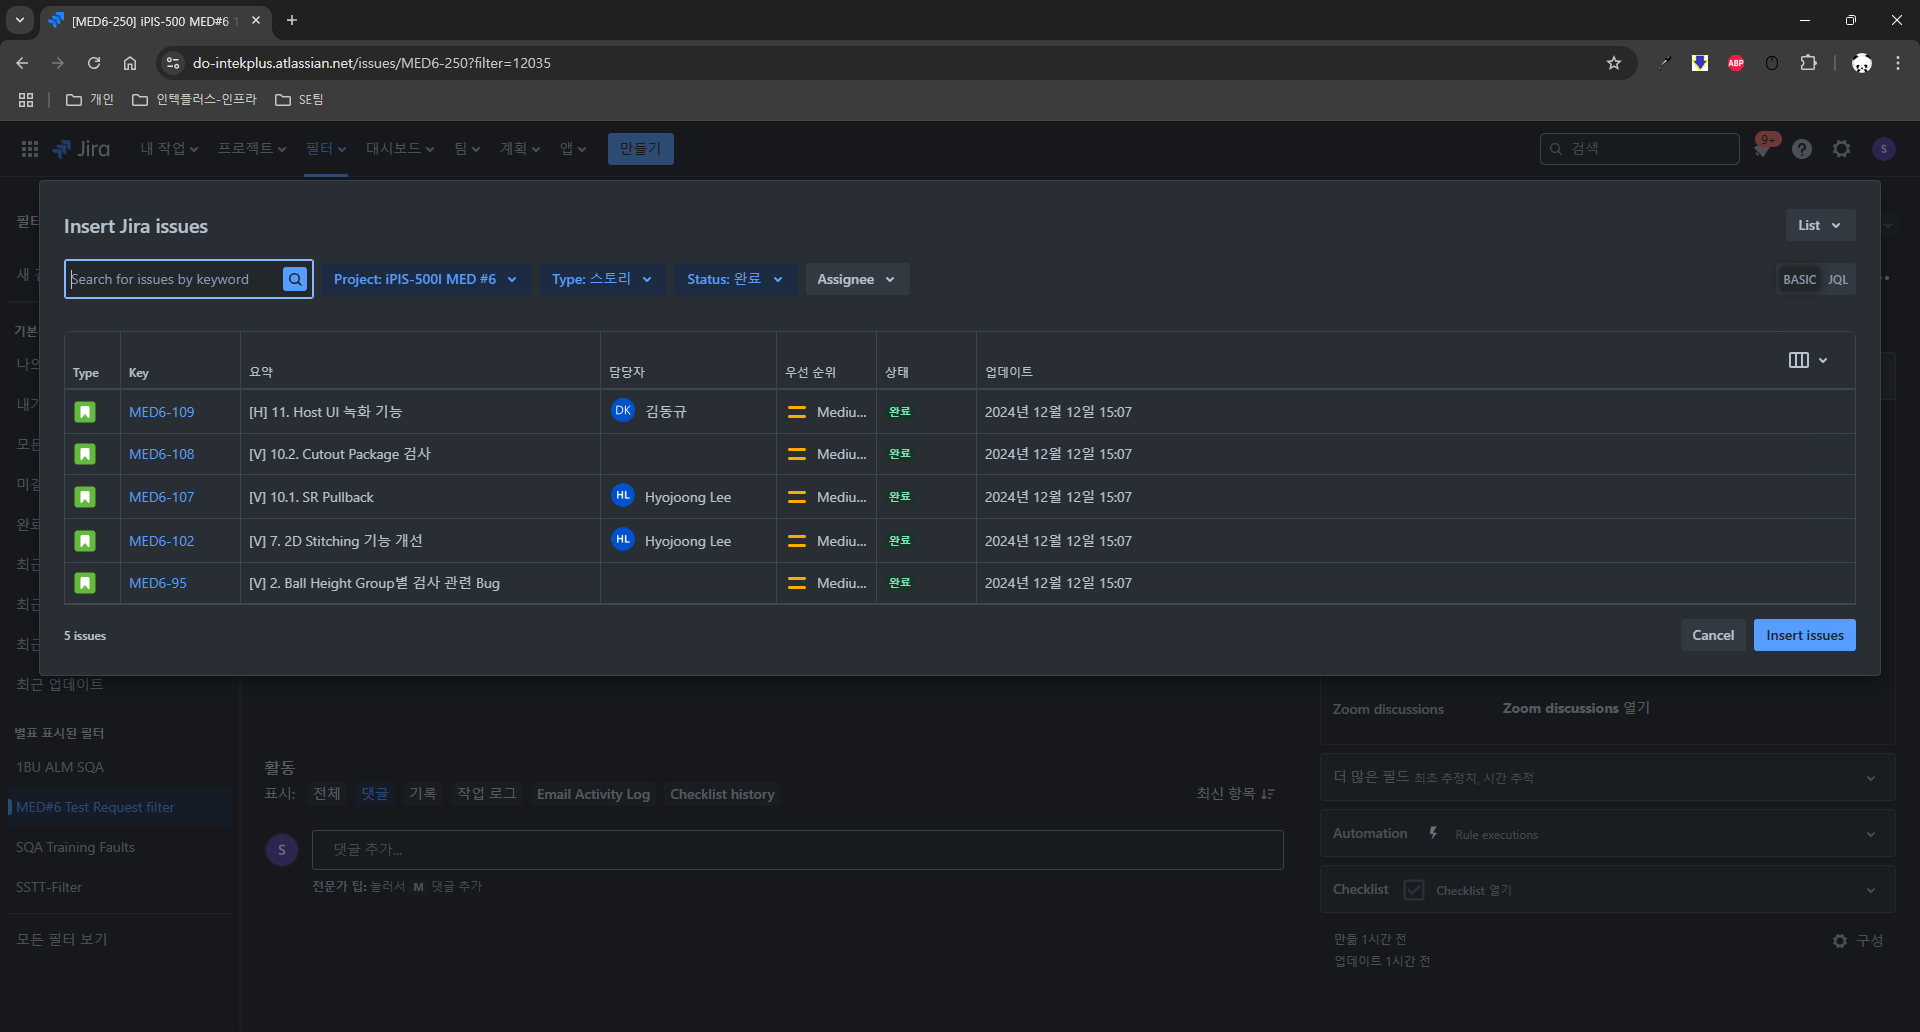 [MED6-250] iPIS-500 MED#6 1
do-intekplus.atlassian.net/issues/MED6-250?filter=12035
ABP
개인 인텍플러스-인프라 SE팀
Jira 내 작업 프로젝트 필터 대시보드 팀 계획 앱 만들기 검색 9+ S
필터
Insert Jira issues List
Search for issues by keyword Project: iPIS-500I MED #6 Type: 스토리 Status: 완료 Assignee BASIC JQL
Type Key 요약 담당자 우선 순위 상태 업데이트
MED6-109 [H] 11. Host UI 녹화 기능 DK 김동규 Mediu... 완료 2024년 12월 12일 15:07
MED6-108 [V] 10.2. Cutout Package 검사 Mediu... 완료 2024년 12월 12일 15:07
MED6-107 [V] 10.1. SR Pullback HL Hyojoong Lee Mediu... 완료 2024년 12월 12일 15:07
MED6-102 [V] 7. 2D Stitching 기능 개선 HL Hyojoong Lee Mediu... 완료 2024년 12월 12일 15:07
MED6-95 [V] 2. Ball Height Group별 검사 관련 Bug Mediu... 완료 2024년 12월 12일 15:07
5 issues Cancel Insert issues
새
기본
나의
내가
모든
미결
완료
최근
최근
최근
최근 업데이트
별표 표시된 필터
1BU ALM SQA
MED#6 Test Request filter
SQA Training Faults
SSTT-Filter
모든 필터 보기
활동
표시: 전체 댓글 기록 작업 로그 Email Activity Log Checklist history 최신 항목
S 댓글 추가...
전문가 팁: 눌러서 M 댓글 추가
Zoom discussions Zoom discussions 열기
더 많은 필드 최초 추정치, 시간 추적
Automation Rule executions
Checklist Checklist 열기
만듦 1시간 전 구성
업데이트 1시간 전